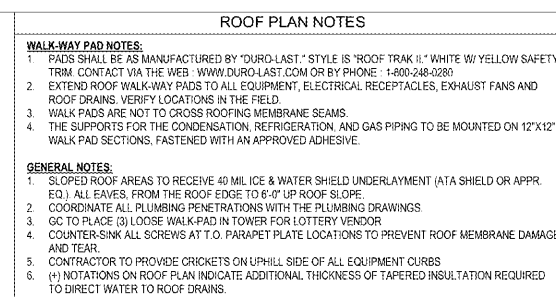 ROOF PLAN NOTES
WALK-WAY PAD NOTES:
1. PADS SHALL BE AS MANUFACTURED BY "DURO-LAST." STYLE IS "ROOF TRAK II." WHITE W/ YELLOW SAFETY
TRIM. CONTACT VIA THE WEB : WWW.DURO-LAST.COM OR BY PHONE : 1-800-248-0280
2. EXTEND ROOF WALK-WAY PADS TO ALL EQUIPMENT, ELECTRICAL RECEPTACLES, EXHAUST FANS AND
ROOF DRAINS. VERIFY LOCATIONS IN THE FIELD.
3. WALK PADS ARE NOT TO CROSS ROOFING MEMBRANE SEAMS.
4. THE SUPPORTS FOR THE CONDENSATION, REFRIGERATION, AND GAS PIPING TO BE MOUNTED ON 12"X12"
WALK PAD SECTIONS, FASTENED WITH AN APPROVED ADHESIVE.
GENERAL NOTES:
1. SLOPED ROOF AREAS TO RECEIVE 40 MIL ICE & WATER SHIELD UNDERLAYMENT (ATA SHIELD OR APPR.
EQ.). ALL EAVES, FROM THE ROOF EDGE TO 6'-0" UP ROOF SLOPE.
2. COORDINATE ALL PLUMBING PENETRATIONS WITH THE PLUMBING DRAWINGS.
3. GC TO PLACE (3) LOOSE WALK-PAD IN TOWER FOR LOTTERY VENDOR
4. COUNTER-SINK ALL SCREWS AT T.O. PARAPET PLATE LOCATIONS TO PREVENT ROOF MEMBRANE DAMAGE
AND TEAR.
5. CONTRACTOR TO PROVIDE CRICKETS ON UPHILL SIDE OF ALL EQUIPMENT CURBS
6. (+) NOTATIONS ON ROOF PLAN INDICATE ADDITIONAL THICKNESS OF TAPERED INSULTATION REQUIRED
TO DIRECT WATER TO ROOF DRAINS.